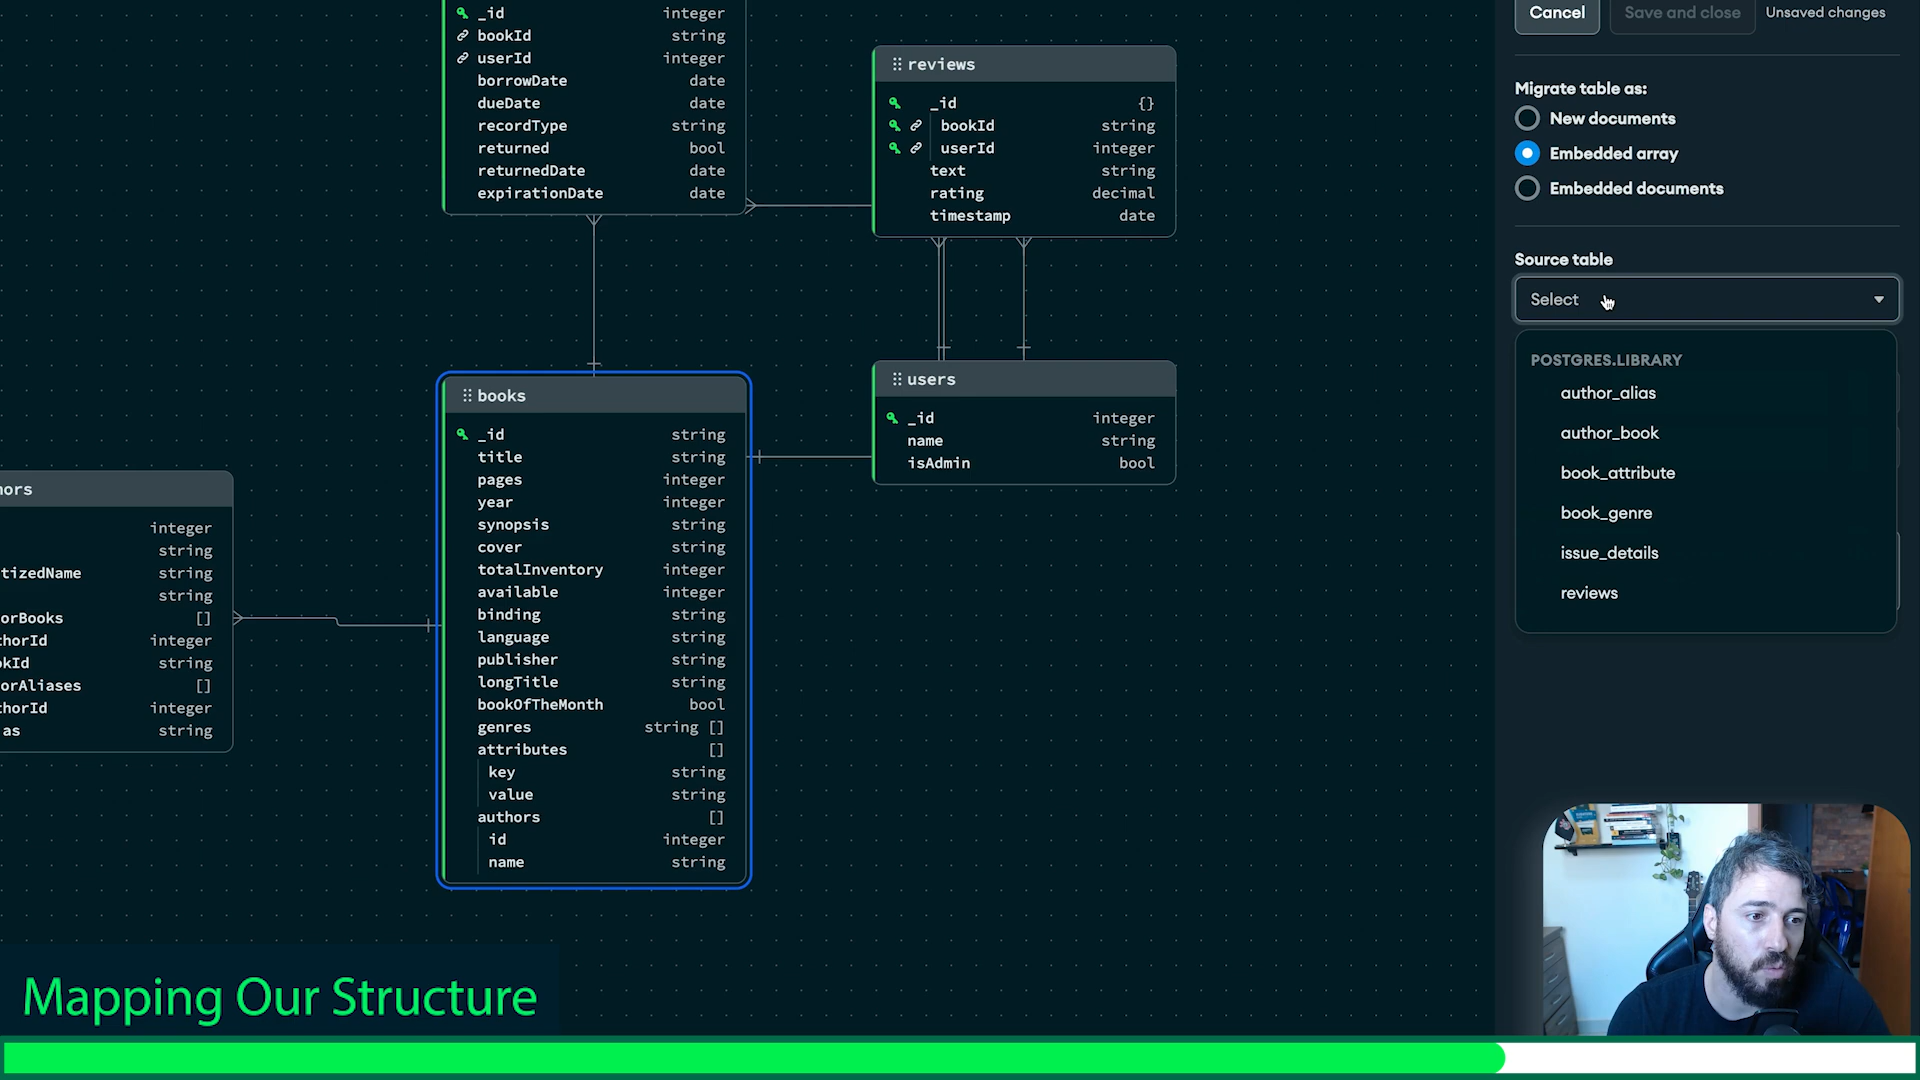 _id integer
bookId string
userId integer
borrowDate date
dueDate date
recordType string
returned bool
returnedDate date
expirationDate date
reviews
_id {}
bookId string
userId integer
text string
rating decimal
timestamp date
users
_id integer
name string
isAdmin bool
books
_id string
title string
pages integer
year integer
synopsis string
cover string
totalInventory integer
available integer
binding string
language string
publisher string
longTitle string
bookOfTheMonth bool
genres string []
attributes []
key string
value string
authors []
id integer
name string
nors
integer
string
tizedName string
string
orBooks []
thorId integer
okId string
orAliases []
thorId integer
as string
Cancel
Save and close
Unsaved changes
Migrate table as:
New documents
Embedded array
Embedded documents
Source table
Select
POSTGRES.LIBRARY
author_alias
author_book
book_attribute
book_genre
issue_details
reviews
Mapping Our Structure